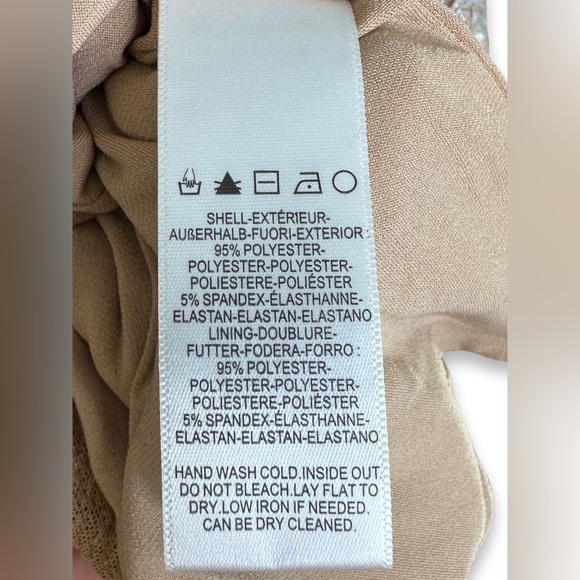 SHELL-EXTÉRIEUR-
AUßERHALB-FUORI-EXTERIOR :
95% POLYESTER-
POLYESTER-POLYESTER-
POLIESTERE-POLIÉSTER
5% SPANDEX-ÉLASTHANNE-
ELASTAN-ELASTAN-ELASTANO
LINING-DOUBLURE-
FUTTER-FODERA-FORRO :
95% POLYESTER-
POLYESTER-POLYESTER-
POLIESTERE-POLIÉSTER
5% SPANDEX-ÉLASTHANNE-
ELASTAN-ELASTAN-ELASTANO
HAND WASH COLD.INSIDE OUT.
DO NOT BLEACH.LAY FLAT TO
DRY.LOW IRON IF NEEDED.
CAN BE DRY CLEANED.